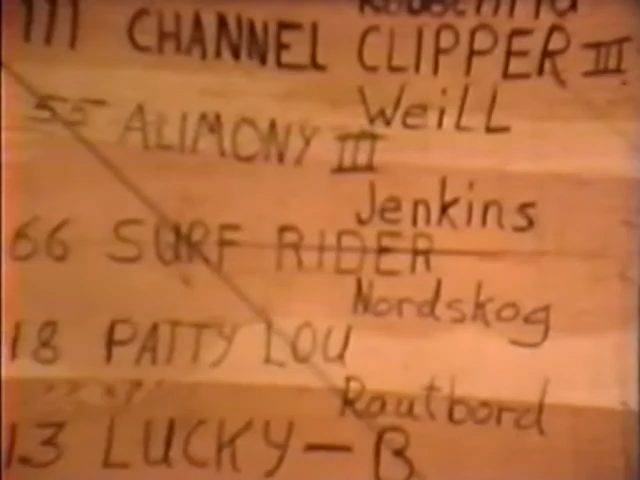 111 CHANNEL CLIPPER III
Weill
55 ALIMONY III
Jenkins
66 SURF RIDER
Nordskog
18 PATTY LOU
Rautbord
13 LUCKY-B